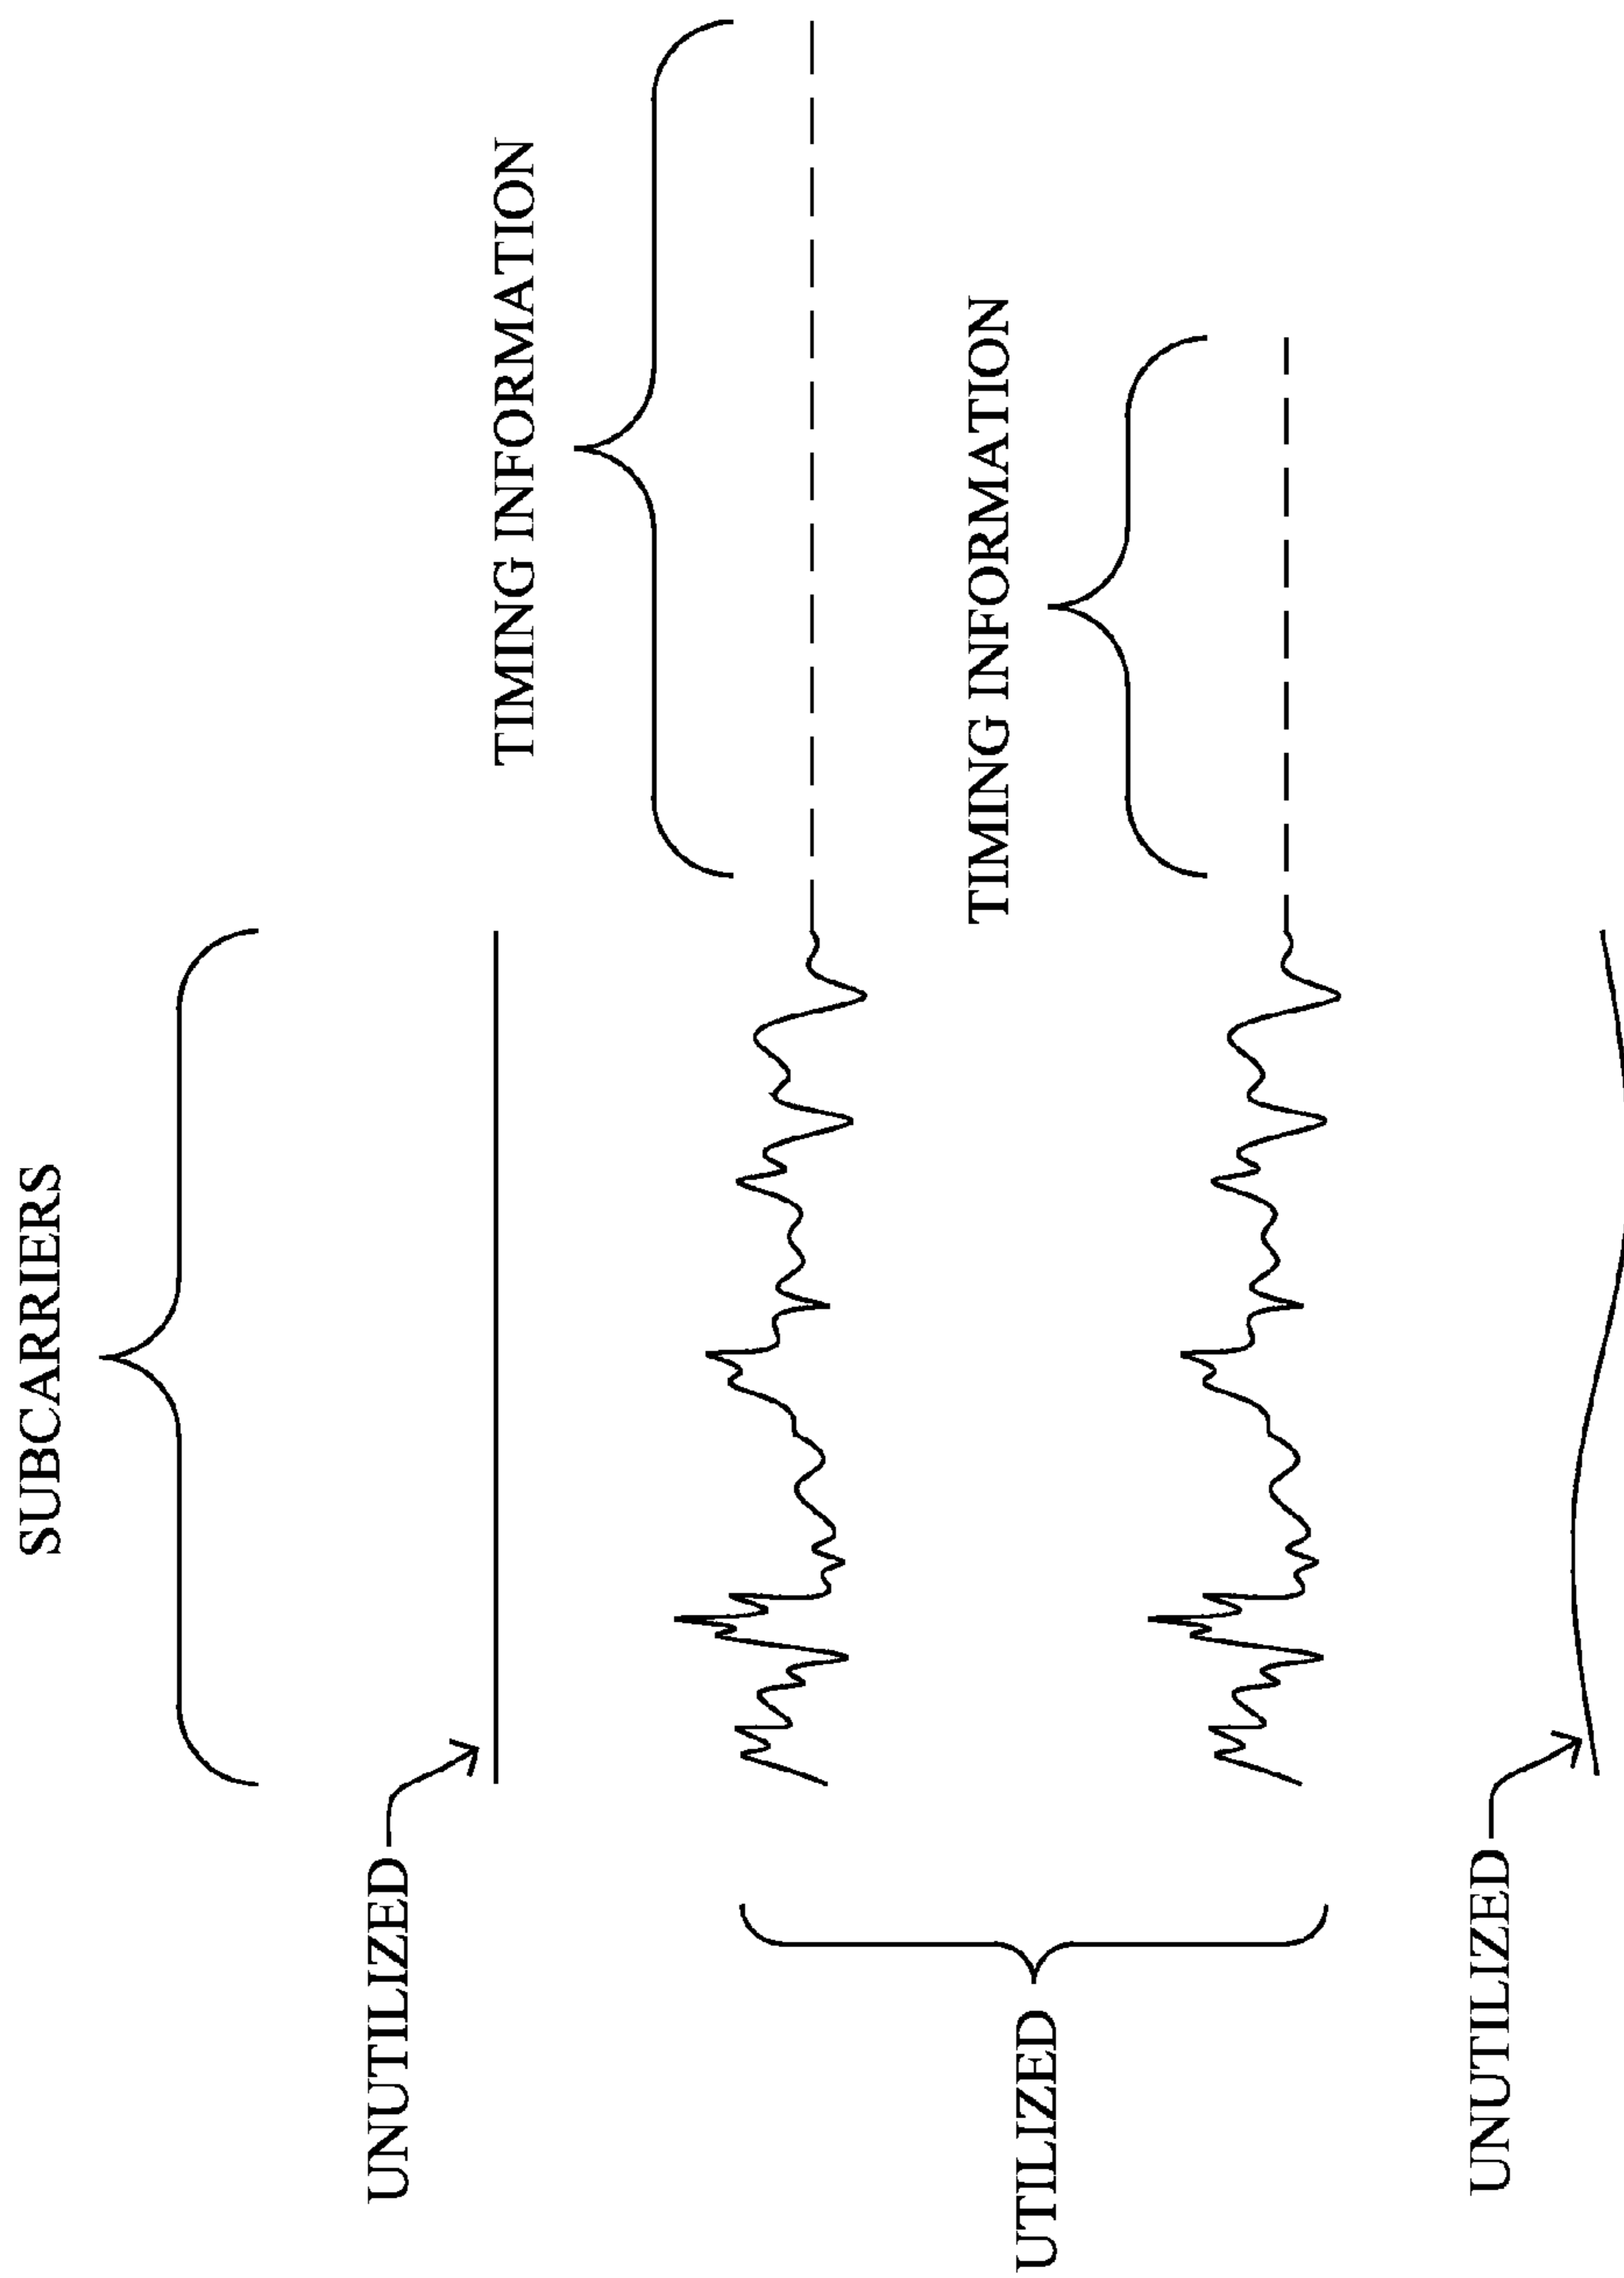 SUBCARRIERS
UNUTILIZED
TIMING INFORMATION
UTILIZED
TIMING INFORMATION
UNUTILIZED